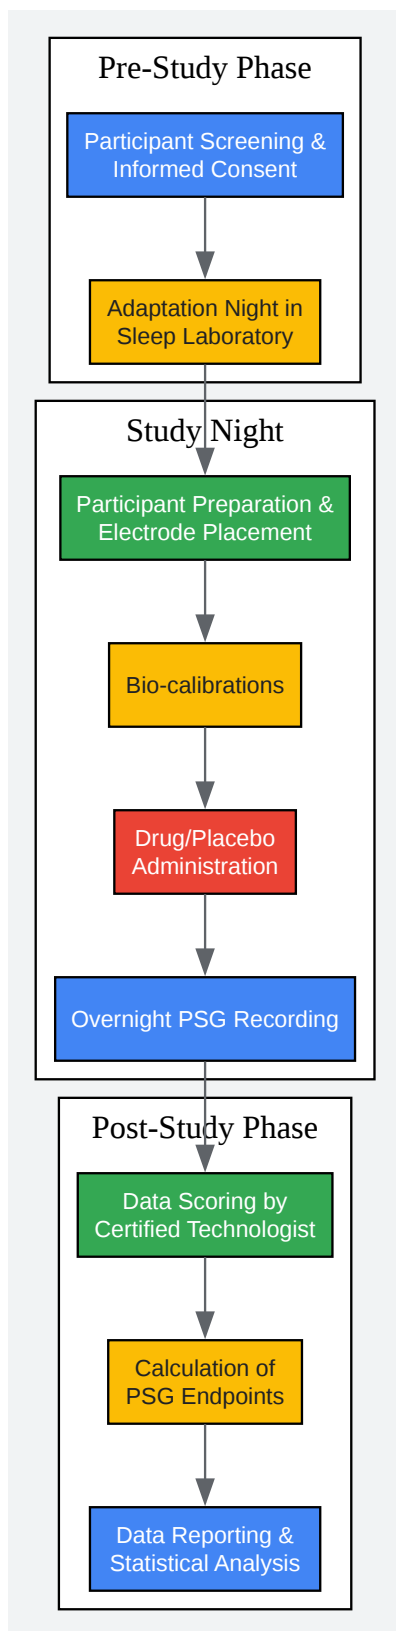 Pre-Study Phase
Participant Screening &
Informed Consent
Adaptation Night in
Sleep Laboratory
Study Night
Participant Preparation &
Electrode Placement
Bio-calibrations
Drug/Placebo
Administration
Overnight PSG Recording
Post-Study Phase
Data Scoring by
Certified Technologist
Calculation of
PSG Endpoints
Data Reporting &
Statistical Analysis